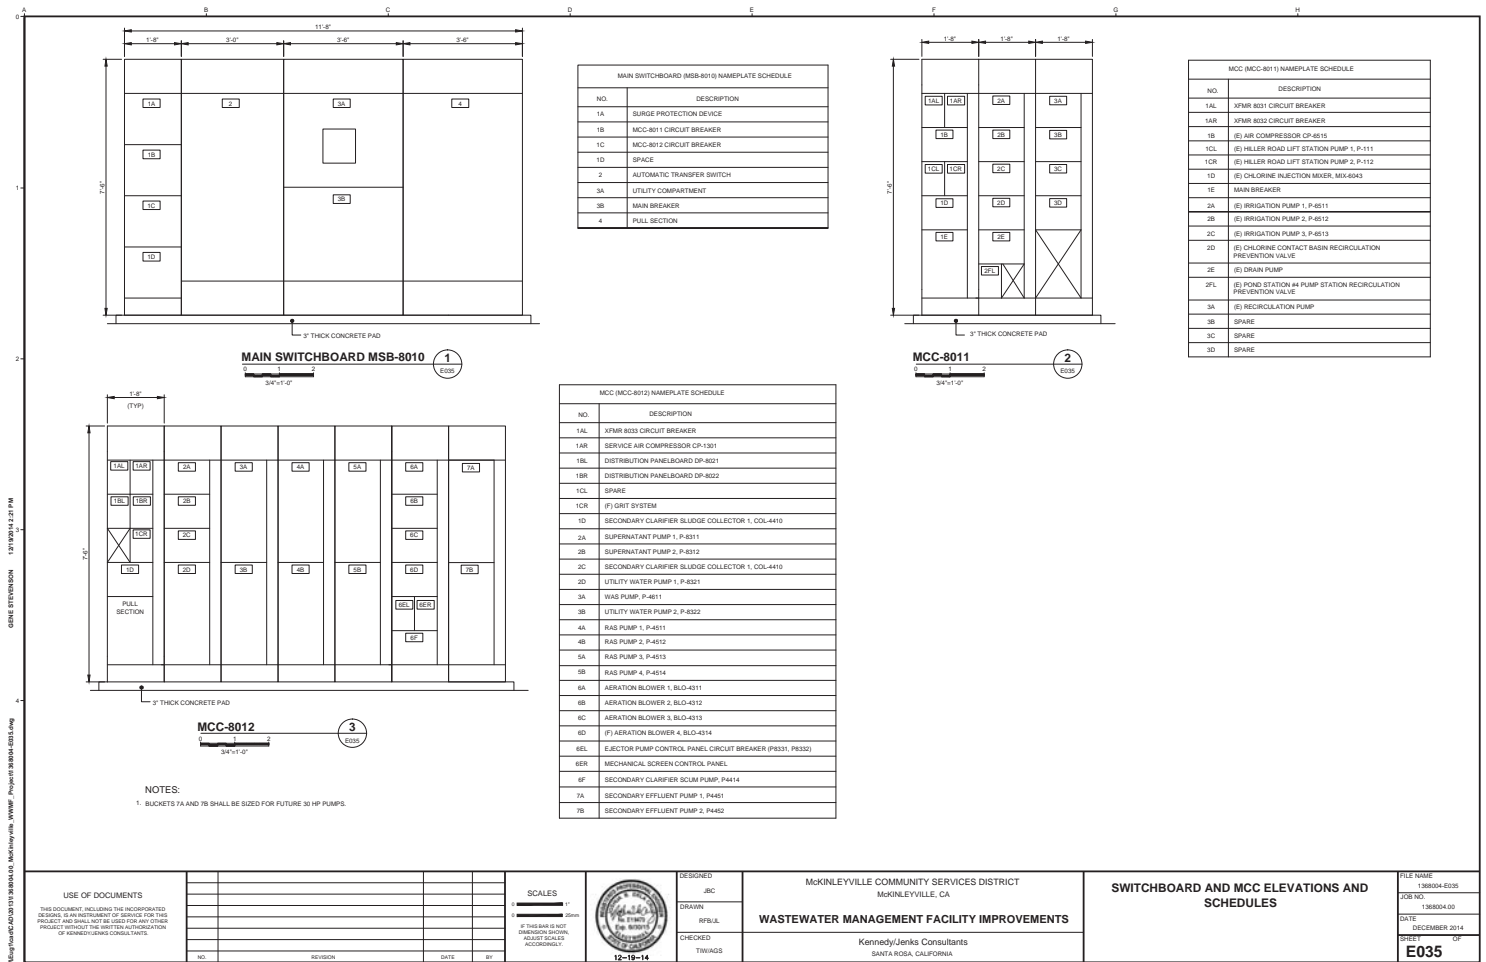 A B C D E F G H
0
1
2
3
4
11'-8"
1'-8" 3'-0" 3'-6" 3'-6"
7'-6"
1A 2 3A 4
1B
1C 3B
1D
3" THICK CONCRETE PAD
MAIN SWITCHBOARD MSB-8010
1
E035
0 1 2
3/4"=1'-0"
MAIN SWITCHBOARD (MSB-8010) NAMEPLATE SCHEDULE
NO. DESCRIPTION
1A SURGE PROTECTION DEVICE
1B MCC-8011 CIRCUIT BREAKER
1C MCC-8012 CIRCUIT BREAKER
1D SPACE
2 AUTOMATIC TRANSFER SWITCH
3A UTILITY COMPARTMENT
3B MAIN BREAKER
4 PULL SECTION
1'-8" 1'-8" 1'-8"
7'-6"
1AL 1AR 2A 3A
1B 2B 3B
1CL 1CR 2C 3C
1D 2D 3D
1E 2E
2FL
3" THICK CONCRETE PAD
MCC-8011
2
E035
0 1 2
3/4"=1'-0"
MCC (MCC-8011) NAMEPLATE SCHEDULE
NO. DESCRIPTION
1AL XFMR 8031 CIRCUIT BREAKER
1AR XFMR 8032 CIRCUIT BREAKER
1B (E) AIR COMPRESSOR CP-6515
1CL (E) HILLER ROAD LIFT STATION PUMP 1, P-111
1CR (E) HILLER ROAD LIFT STATION PUMP 2, P-112
1D (E) CHLORINE INJECTION MIXER, MIX-6043
1E MAIN BREAKER
2A (E) IRRIGATION PUMP 1, P-6511
2B (E) IRRIGATION PUMP 2, P-6512
2C (E) IRRIGATION PUMP 3, P-6513
2D (E) CHLORINE CONTACT BASIN RECIRCULATION
PREVENTION VALVE
2E (E) DRAIN PUMP
2FL (E) POND STATION #4 PUMP STATION RECIRCULATION
PREVENTION VALVE
3A (E) RECIRCULATION PUMP
3B SPARE
3C SPARE
3D SPARE
1'-8"
(TYP)
7'-6"
1AL 1AR 2A 3A 4A 5A 6A 7A
1BL 1BR 2B 6B
1CR 2C 6C
1D 2D 3B 4B 5B 6D 7B
PULL
SECTION
6EL 6ER
6F
3" THICK CONCRETE PAD
MCC-8012
3
E035
0 1 2
3/4"=1'-0"
MCC (MCC-8012) NAMEPLATE SCHEDULE
NO. DESCRIPTION
1AL XFMR 8033 CIRCUIT BREAKER
1AR SERVICE AIR COMPRESSOR CP-1301
1BL DISTRIBUTION PANELBOARD DP-8021
1BR DISTRIBUTION PANELBOARD DP-8022
1CL SPARE
1CR (F) GRIT SYSTEM
1D SECONDARY CLARIFIER SLUDGE COLLECTOR 1, COL-4410
2A SUPERNATANT PUMP 1, P-8311
2B SUPERNATANT PUMP 2, P-8312
2C SECONDARY CLARIFIER SLUDGE COLLECTOR 1, COL-4410
2D UTILITY WATER PUMP 1, P-8321
3A WAS PUMP, P-4611
3B UTILITY WATER PUMP 2, P-8322
4A RAS PUMP 1, P-4511
4B RAS PUMP 2, P-4512
5A RAS PUMP 3, P-4513
5B RAS PUMP 4, P-4514
6A AERATION BLOWER 1, BLO-4311
6B AERATION BLOWER 2, BLO-4312
6C AERATION BLOWER 3, BLO-4313
6D (F) AERATION BLOWER 4, BLO-4314
6EL EJECTOR PUMP CONTROL PANEL CIRCUIT BREAKER (P8331, P8332)
6ER MECHANICAL SCREEN CONTROL PANEL
6F SECONDARY CLARIFIER SCUM PUMP, P4414
7A SECONDARY EFFLUENT PUMP 1, P4451
7B SECONDARY EFFLUENT PUMP 2, P4452
NOTES:
1. BUCKETS 7A AND 7B SHALL BE SIZED FOR FUTURE 30 HP PUMPS.
GENE STEVENSON 12/19/2014 2:21 PM
USE OF DOCUMENTS
THIS DOCUMENT, INCLUDING THE INCORPORATED
DESIGNS, IS AN INSTRUMENT OF SERVICE FOR THIS
PROJECT AND SHALL NOT BE USED FOR ANY OTHER
PROJECT WITHOUT THE WRITTEN AUTHORIZATION
OF KENNEDY/JENKS CONSULTANTS.
NO. REVISION DATE BY
SCALES
0 1"
0 25mm
IF THIS BAR IS NOT
DIMENSION SHOWN,
ADJUST SCALES
ACCORDINGLY.
12-19-14
DESIGNED
JBC
DRAWN
RFB/JL
CHECKED
TIW/AGS
McKINLEYVILLE COMMUNITY SERVICES DISTRICT
McKINLEYVILLE, CA
WASTEWATER MANAGEMENT FACILITY IMPROVEMENTS
Kennedy/Jenks Consultants
SANTA ROSA, CALIFORNIA
SWITCHBOARD AND MCC ELEVATIONS AND
SCHEDULES
FILE NAME
1368004-E035
JOB NO.
1368004.00
DATE
DECEMBER 2014
SHEET OF
E035